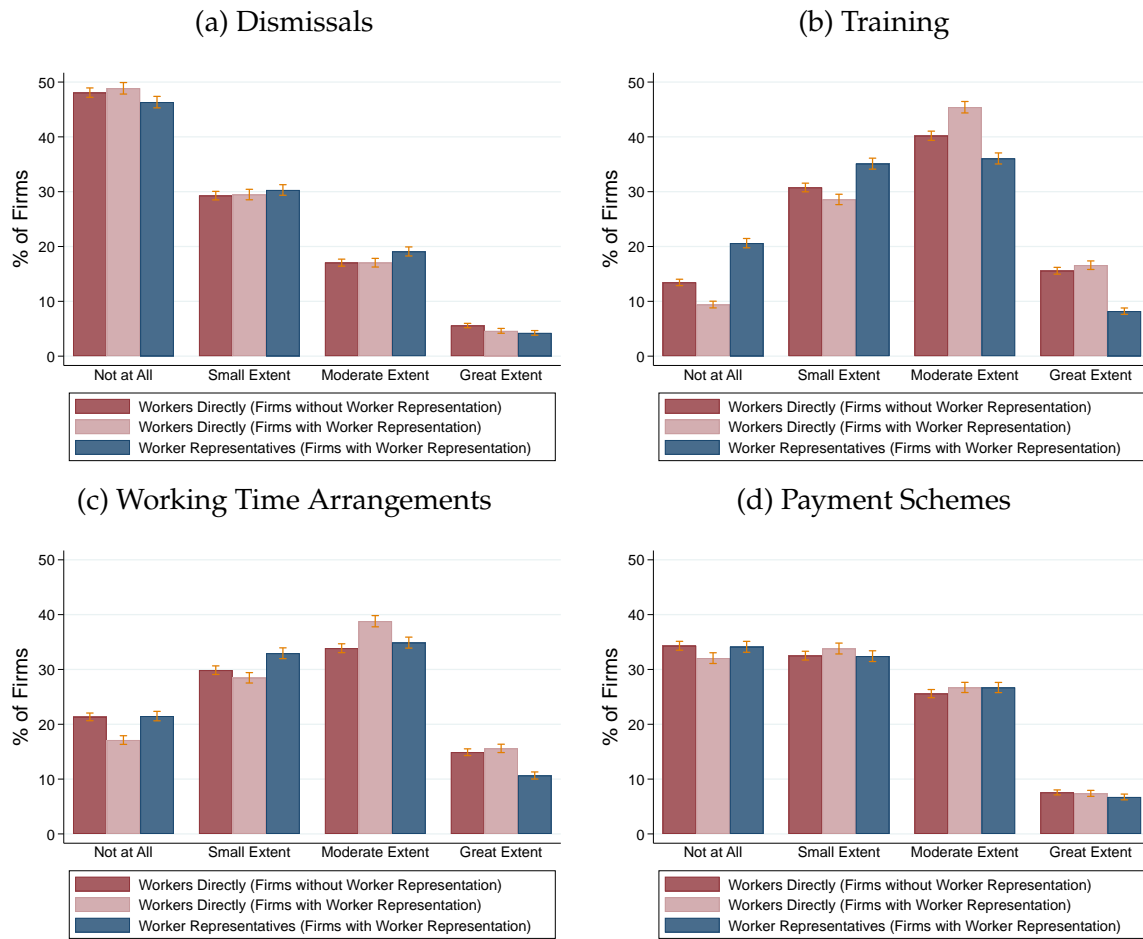 (a) Dismissals
% of Firms
50
40
30
20
10
0
Not at All Small Extent Moderate Extent Great Extent
Workers Directly (Firms without Worker Representation)
Workers Directly (Firms with Worker Representation)
Worker Representatives (Firms with Worker Representation)
(b) Training
% of Firms
50
40
30
20
10
0
Not at All Small Extent Moderate Extent Great Extent
Workers Directly (Firms without Worker Representation)
Workers Directly (Firms with Worker Representation)
Worker Representatives (Firms with Worker Representation)
(c) Working Time Arrangements
% of Firms
50
40
30
20
10
0
Not at All Small Extent Moderate Extent Great Extent
Workers Directly (Firms without Worker Representation)
Workers Directly (Firms with Worker Representation)
Worker Representatives (Firms with Worker Representation)
(d) Payment Schemes
% of Firms
50
40
30
20
10
0
Not at All Small Extent Moderate Extent Great Extent
Workers Directly (Firms without Worker Representation)
Workers Directly (Firms with Worker Representation)
Worker Representatives (Firms with Worker Representation)